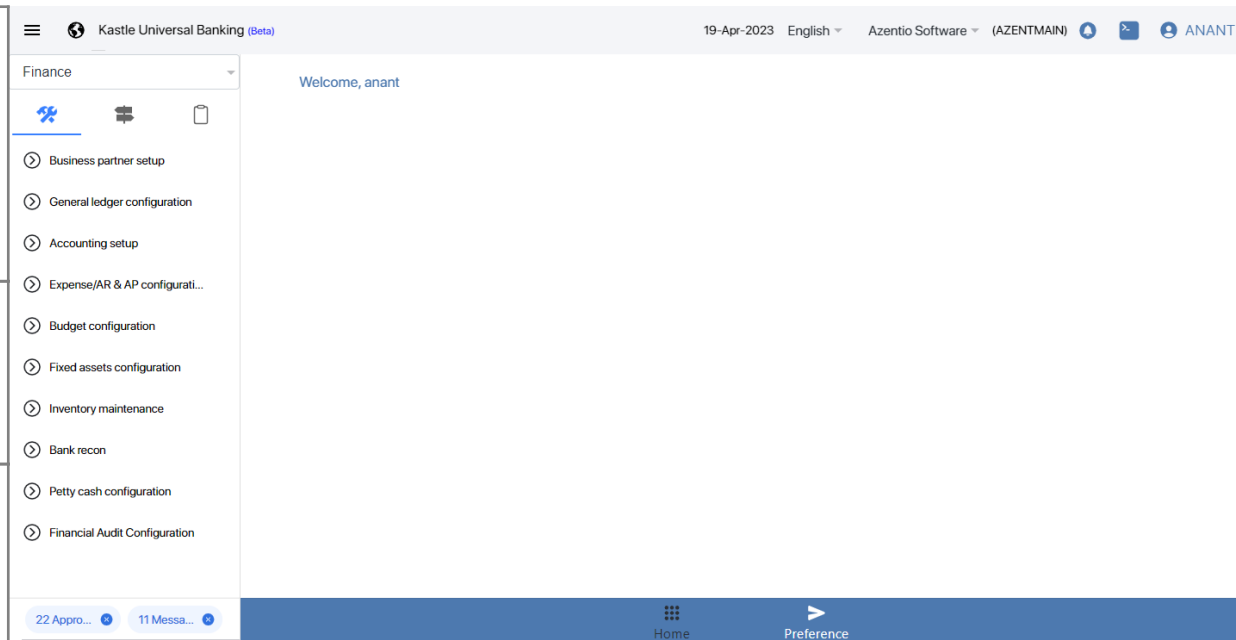 Kastle Universal Banking (Beta) 19-Apr-2023 English Azentio Software (AZENTMAIN) ANANT
Finance
Welcome, anant
Business partner setup
General ledger configuration
Accounting setup
Expense/AR & AP configurati...
Budget configuration
Fixed assets configuration
Inventory maintenance
Bank recon
Petty cash configuration
Financial Audit Configuration
22 Appro... 11 Messa...
Home Preference